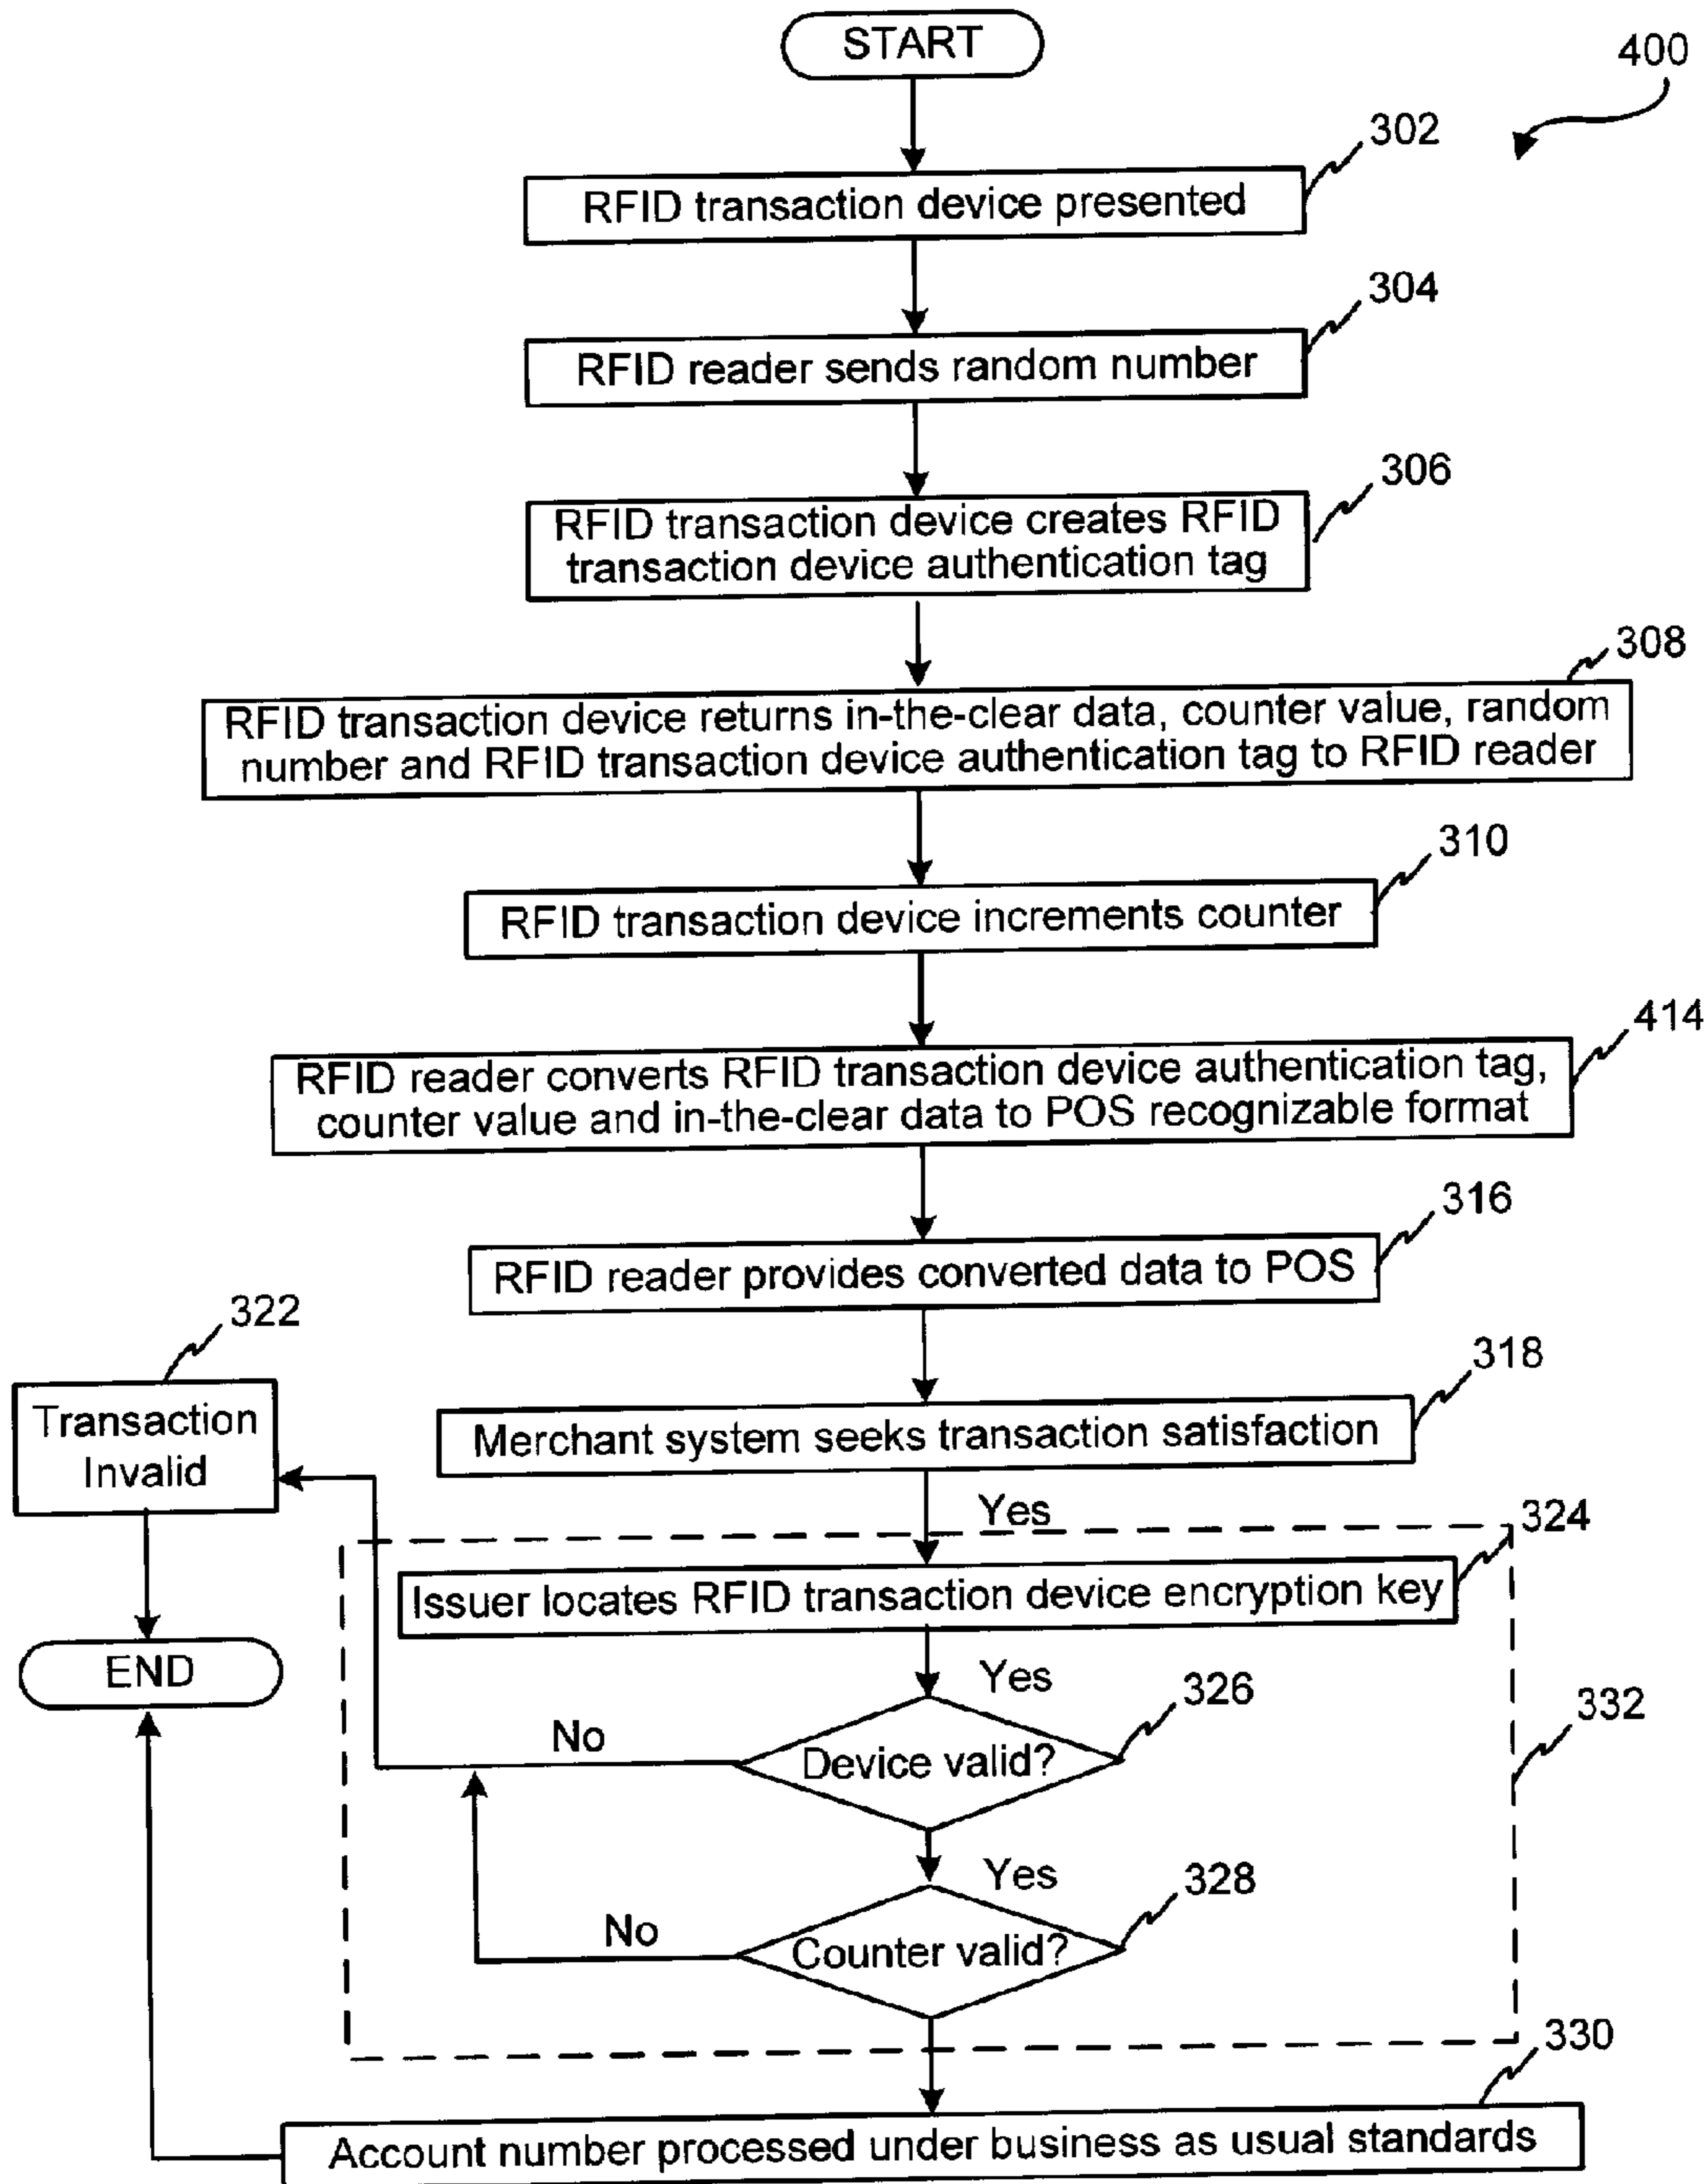 START
400
302
RFID transaction device presented
304
RFID reader sends random number
306
RFID transaction device creates RFID
transaction device authentication tag
308
RFID transaction device returns in-the-clear data, counter value, random
number and RFID transaction device authentication tag to RFID reader
310
RFID transaction device increments counter
414
RFID reader converts RFID transaction device authentication tag,
counter value and in-the-clear data to POS recognizable format
316
RFID reader provides converted data to POS
322
Transaction
Invalid
318
Merchant system seeks transaction satisfaction
Yes
324
Issuer locates RFID transaction device encryption key
END
Yes
326
332
No
Device valid?
Yes
328
No
Counter valid?
330
Account number processed under business as usual standards